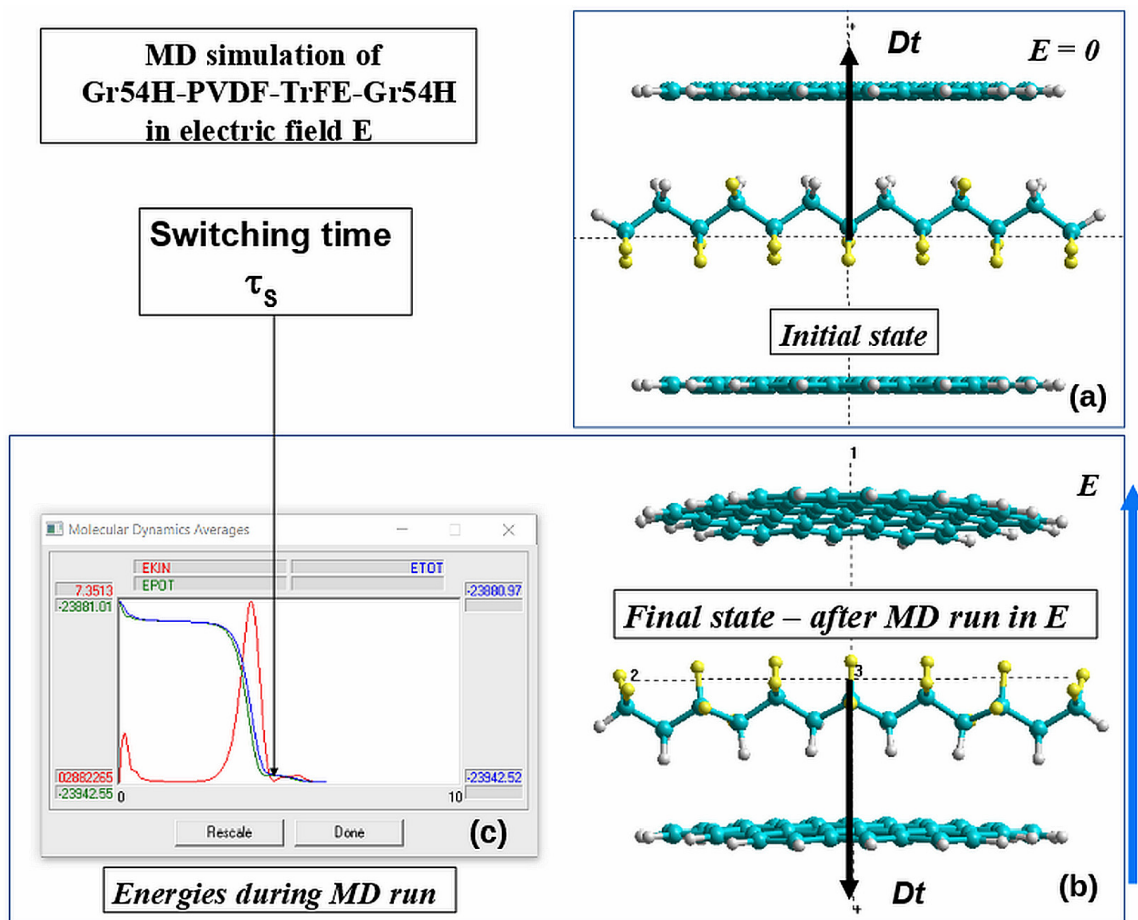 MD simulation of
Gr54H-PVDF-TrFE-Gr54H
in electric field E
Dt
E = 0
Switching time
τS
Initial state
(a)
1
E
Molecular Dynamics Averages
EKIN
ETOT
EPOT
7.3513
-23880.97
-23881.01
Final state – after MD run in E
2
3
02882265
-23942.52
-23942.55
0
10
Rescale
Done
(c)
Energies during MD run
Dt
(b)
4